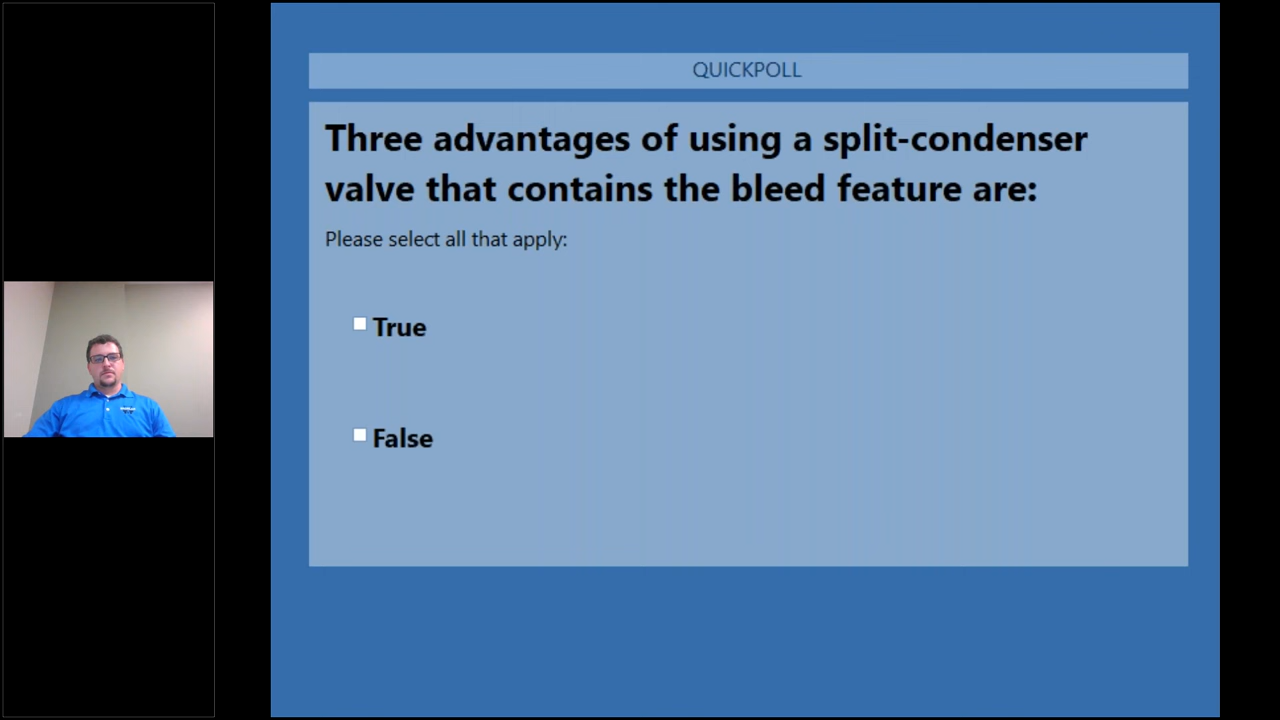 QUICKPOLL
Three advantages of using a split-condenser
valve that contains the bleed feature are:
Please select all that apply:
True
False